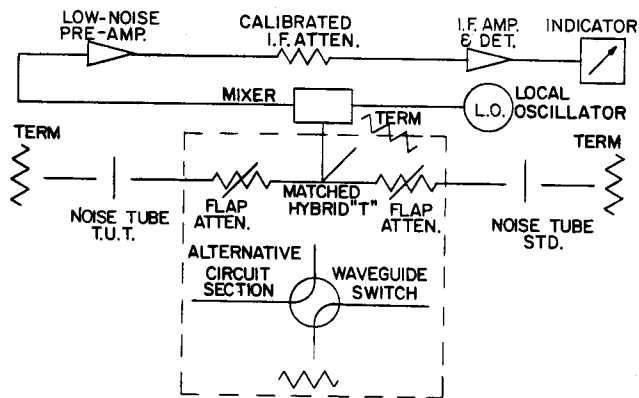 LOW-NOISE
PRE-AMP.
CALIBRATED
I.F. ATTEN.
I.F. AMP.
& DET.
INDICATOR
MIXER
L.O.
LOCAL
OSCILLATOR
TERM
TERM
TERM
NOISE TUBE
T.U.T.
FLAP
ATTEN.
MATCHED
HYBRID "T"
FLAP
ATTEN.
NOISE TUBE
STD.
ALTERNATIVE
CIRCUIT
SECTION
WAVEGUIDE
SWITCH